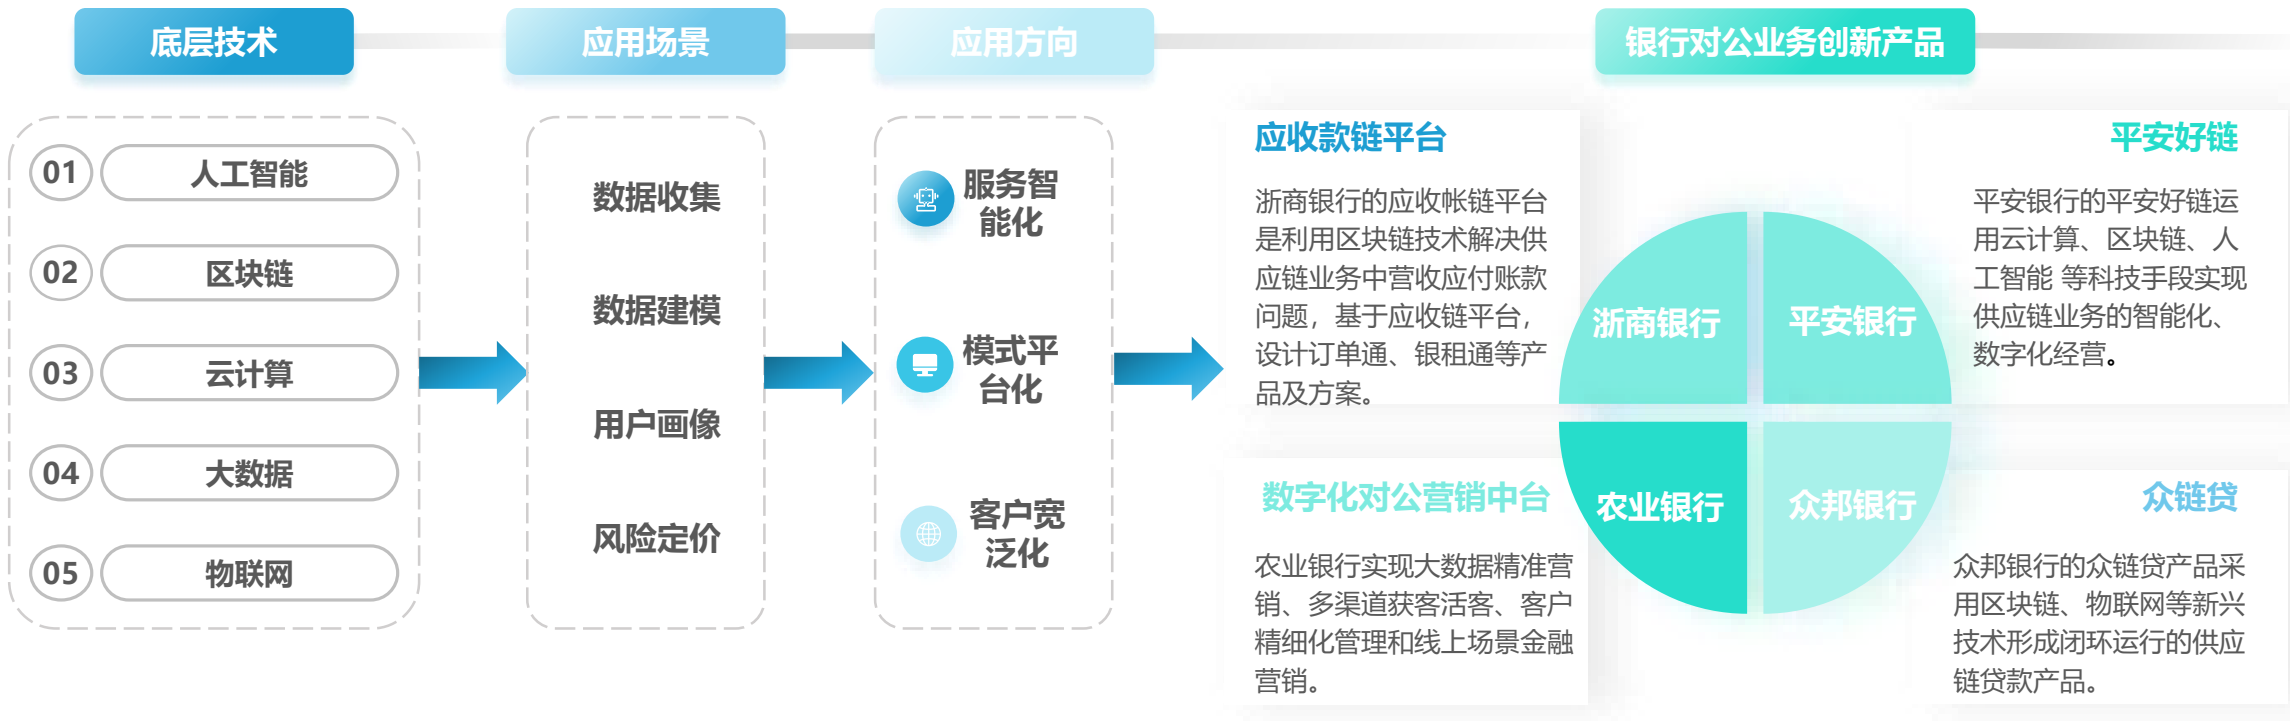 底层技术
应用场景
应用方向
银行对公业务创新产品
01
人工智能
02
区块链
03
云计算
04
大数据
05
物联网
数据收集
数据建模
用户画像
风险定价
服务智
能化
模式平
台化
客户宽
泛化
应收款链平台
浙商银行的应收帐链平台
是利用区块链技术解决供
应链业务中营收应付账款
问题，基于应收链平台，
设计订单通、银租通等产
品及方案。
平安好链
平安银行的平安好链运
用云计算、区块链、人
工智能 等科技手段实现
供应链业务的智能化、
数字化经营。
浙商银行
平安银行
农业银行
众邦银行
数字化对公营销中台
农业银行实现大数据精准营
销、多渠道获客活客、客户
精细化管理和线上场景金融
营销。
众链贷
众邦银行的众链贷产品采
用区块链、物联网等新兴
技术形成闭环运行的供应
链贷款产品。